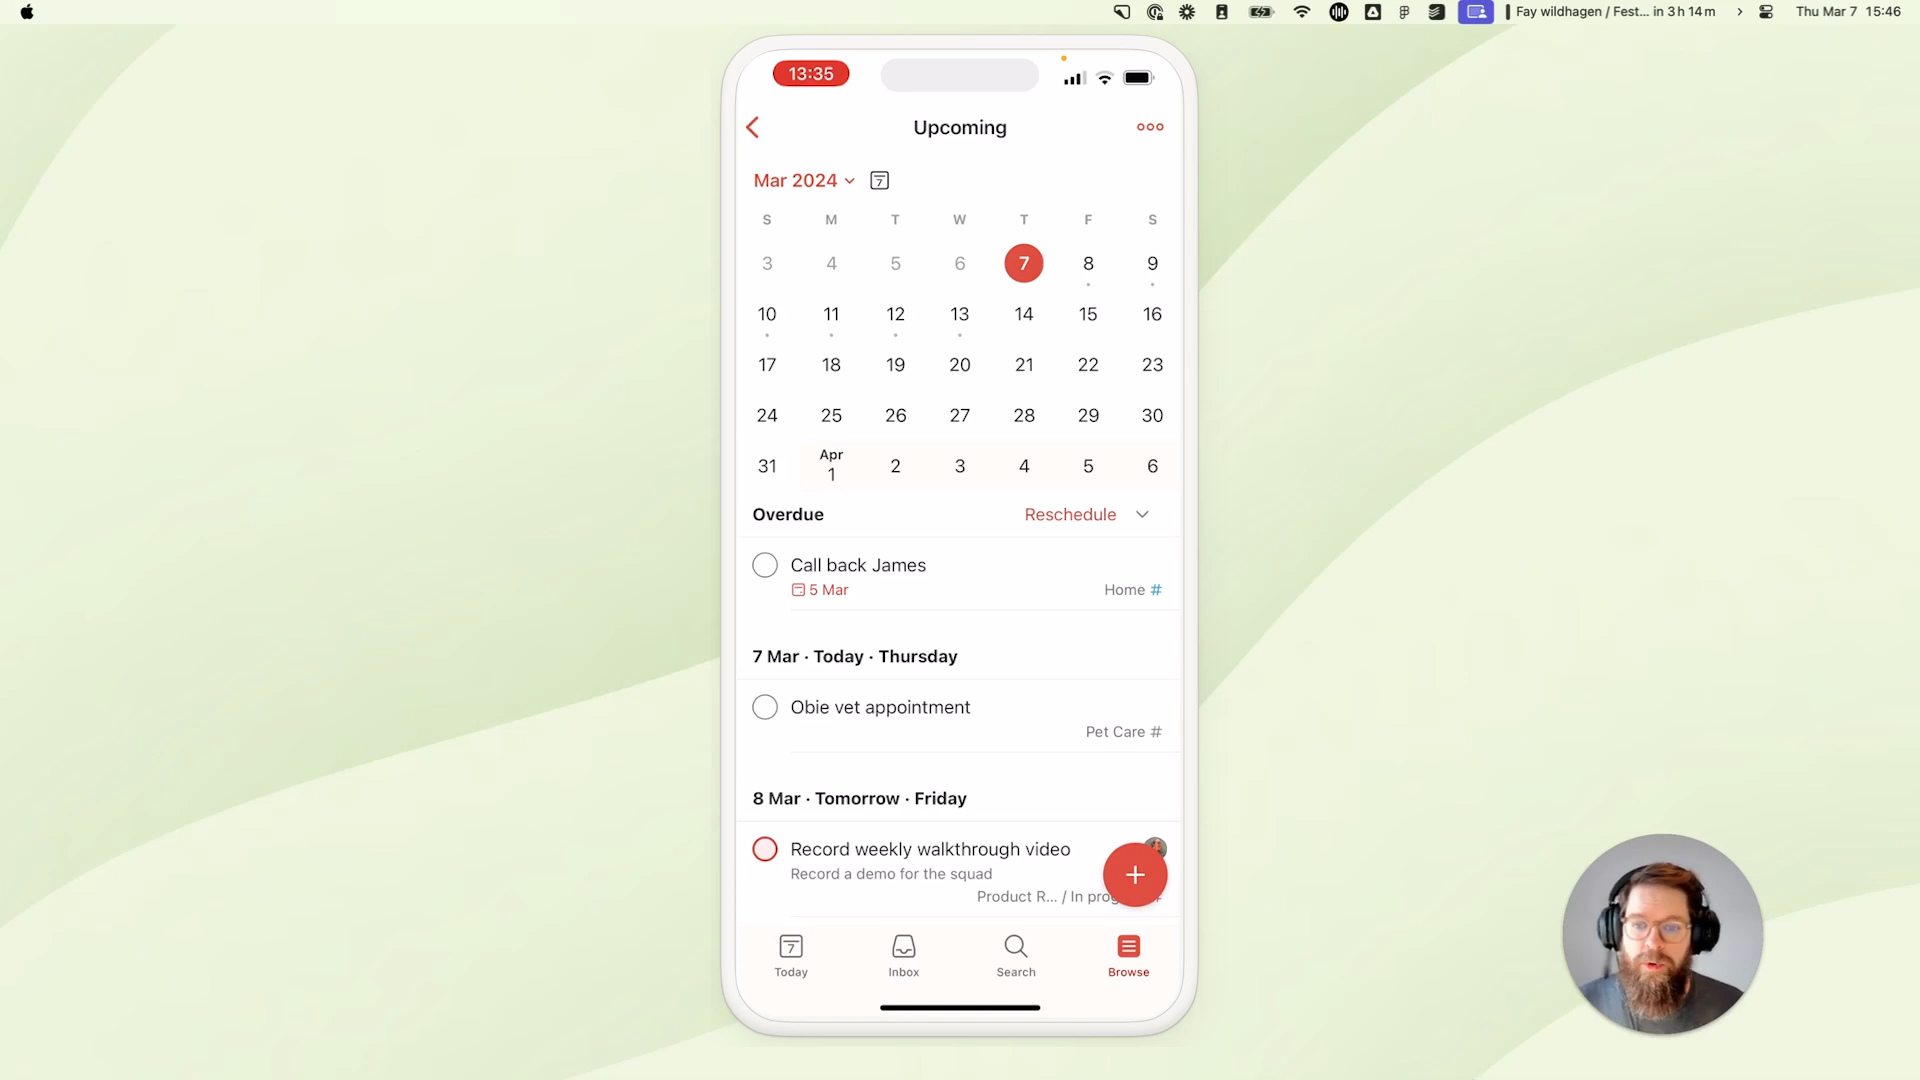 Fay wildhagen / Fest... in 3 h 14 m
Thu Mar 7 15:46
13:35
Upcoming
Mar 2024 7
S M T W T F S
3 4 5 6 7 8 9
10 11 12 13 14 15 16
17 18 19 20 21 22 23
24 25 26 27 28 29 30
31 Apr 1 2 3 4 5 6
Overdue Reschedule
Call back James
5 Mar Home #
7 Mar · Today · Thursday
Obie vet appointment
Pet Care #
8 Mar · Tomorrow · Friday
Record weekly walkthrough video
Record a demo for the squad
Product R... / In prog
7
Today Inbox Search Browse